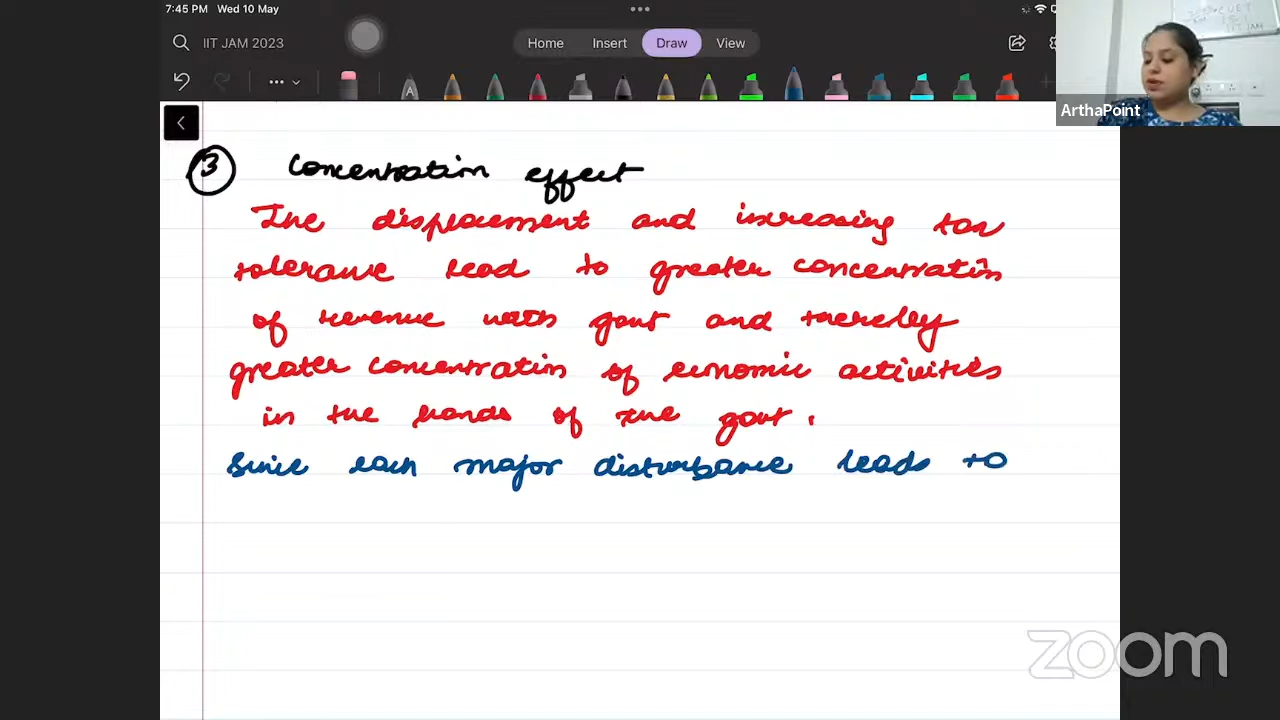 7:45 PM Wed 10 May
IIT JAM 2023
Home Insert Draw View
ArthaPoint
3 Concentration effect
The displacement and increasing tax
tolerance lead to greater concentration
of revenue with govt and thereby
greater concentration of economic activities
in the hands of the govt.
Since each major disturbance leads to
zoom